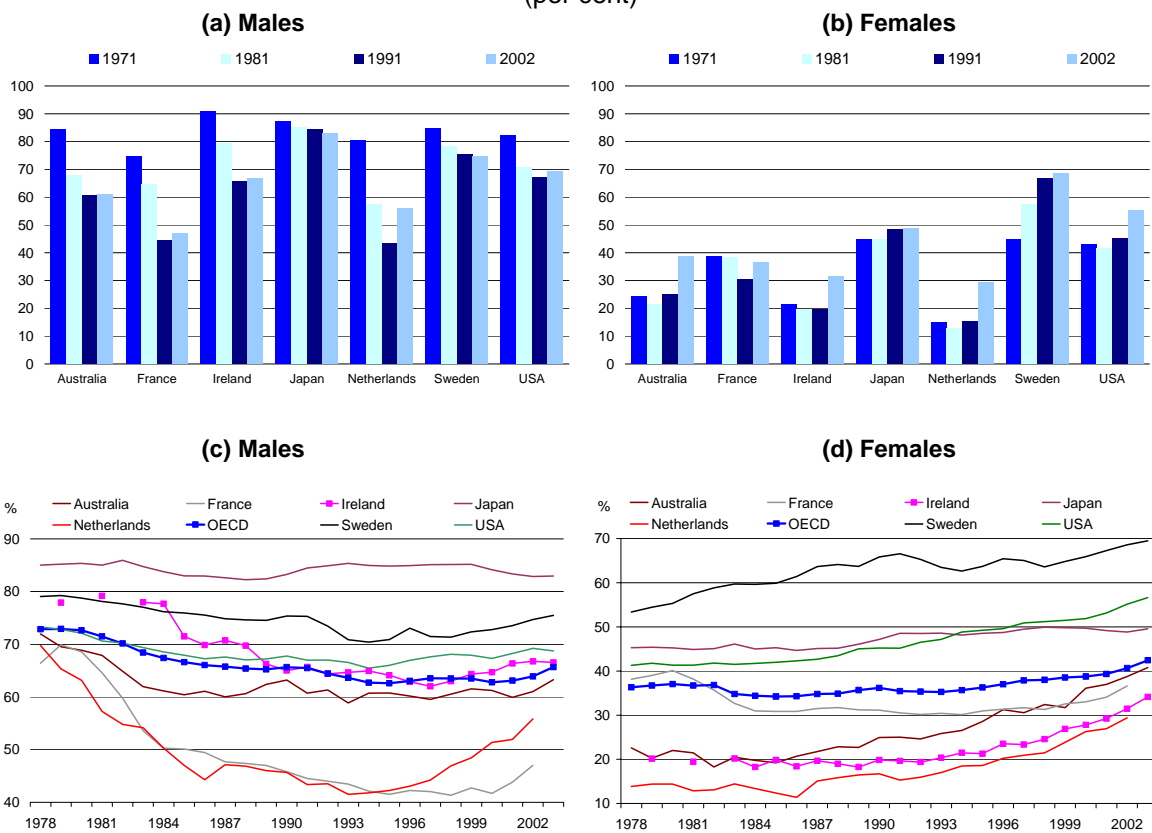 (per cent)
(a) Males
1971 1981 1991 2002
100
90
80
70
60
50
40
30
20
10
0
Australia France Ireland Japan Netherlands Sweden USA
(b) Females
1971 1981 1991 2002
100
90
80
70
60
50
40
30
20
10
0
Australia France Ireland Japan Netherlands Sweden USA
(c) Males
%
Australia France Ireland Japan
Netherlands OECD Sweden USA
90
80
70
60
50
40
1978 1981 1984 1987 1990 1993 1996 1999 2002
(d) Females
%
Australia France Ireland Japan
Netherlands OECD Sweden USA
70
60
50
40
30
20
10
1978 1981 1984 1987 1990 1993 1996 1999 2002